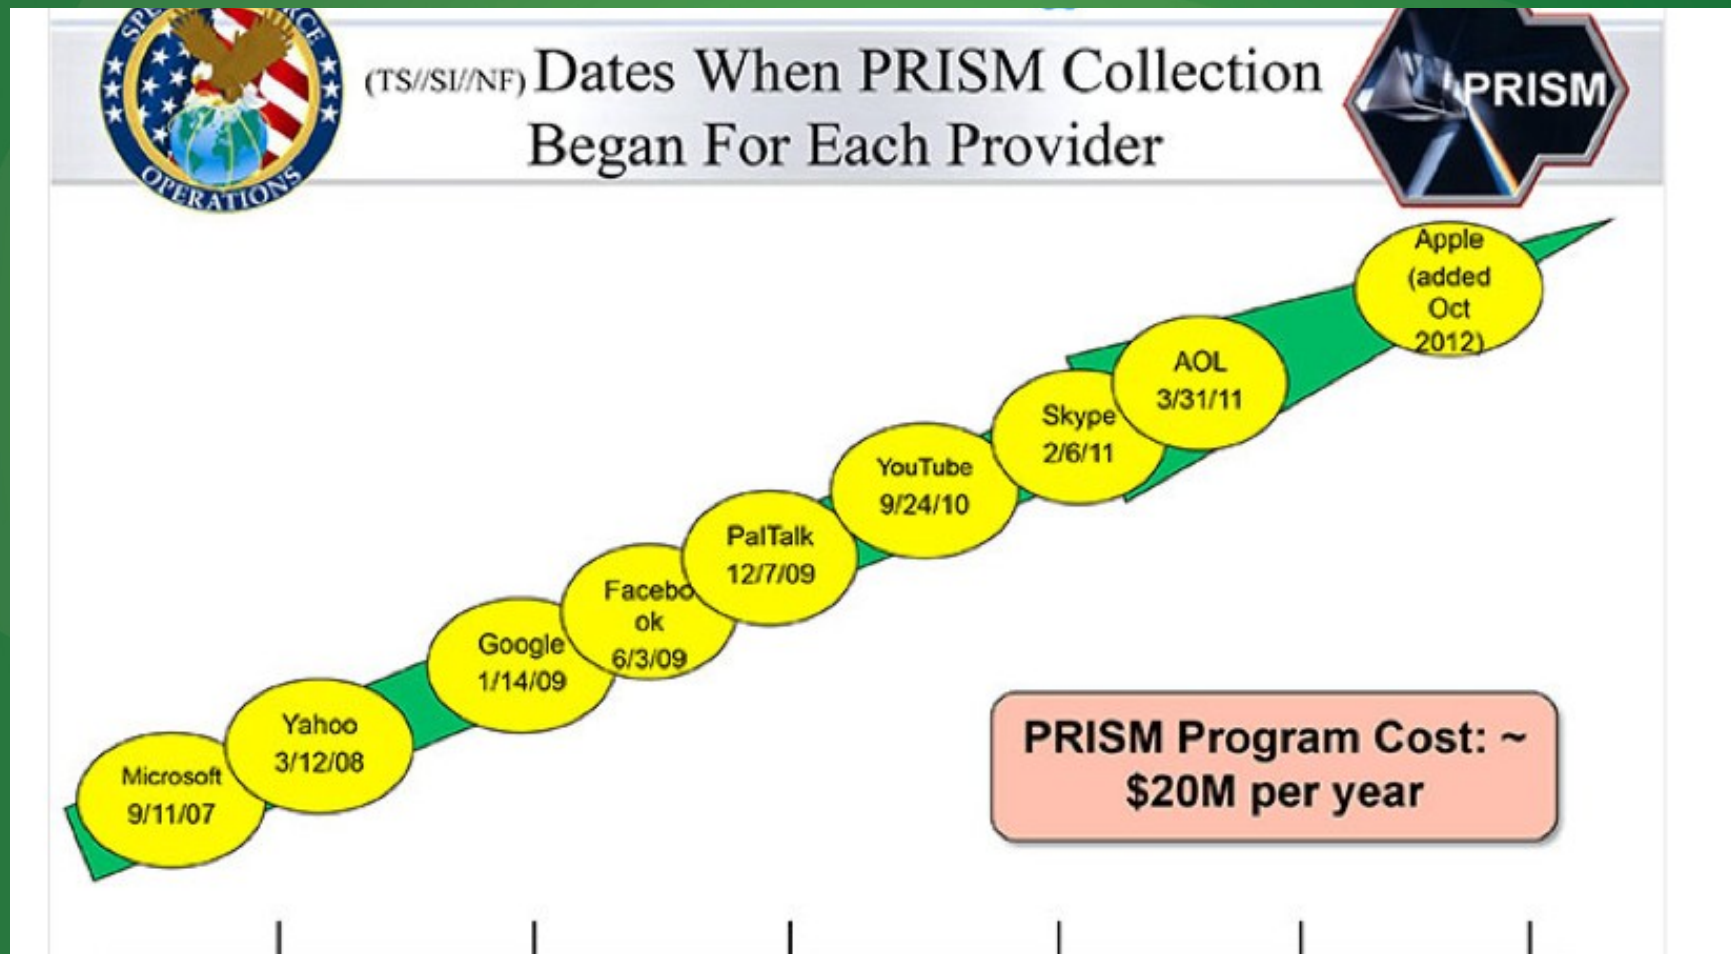 (TS//SI//NF) Dates When PRISM Collection
Began For Each Provider
PRISM
OPERATIONS
Apple
(added
Oct
2012)
AOL
3/31/11
Skype
2/6/11
YouTube
9/24/10
PalTalk
12/7/09
Facebo
ok
6/3/09
Google
1/14/09
Yahoo
3/12/08
Microsoft
9/11/07
PRISM Program Cost: ~
$20M per year